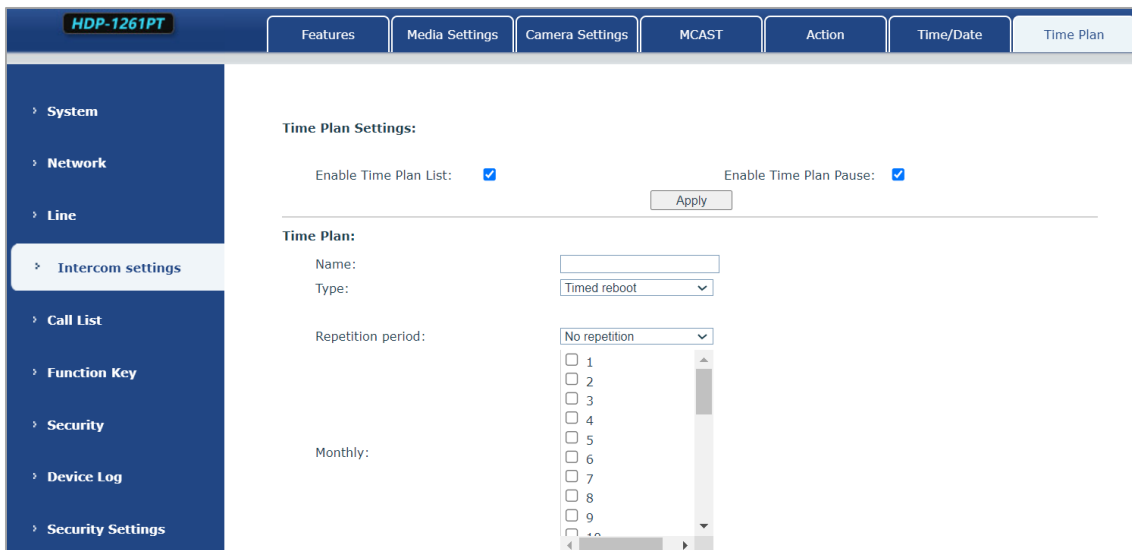 HDP-1261PT
Features Media Settings Camera Settings MCAST Action Time/Date Time Plan
System
Network
Line
Intercom settings
Call List
Function Key
Security
Device Log
Security Settings
Time Plan Settings:
Enable Time Plan List: Enable Time Plan Pause:
Apply
Time Plan:
Name:
Type: Timed reboot
Repetition period: No repetition
Monthly:
1
2
3
4
5
6
7
8
9